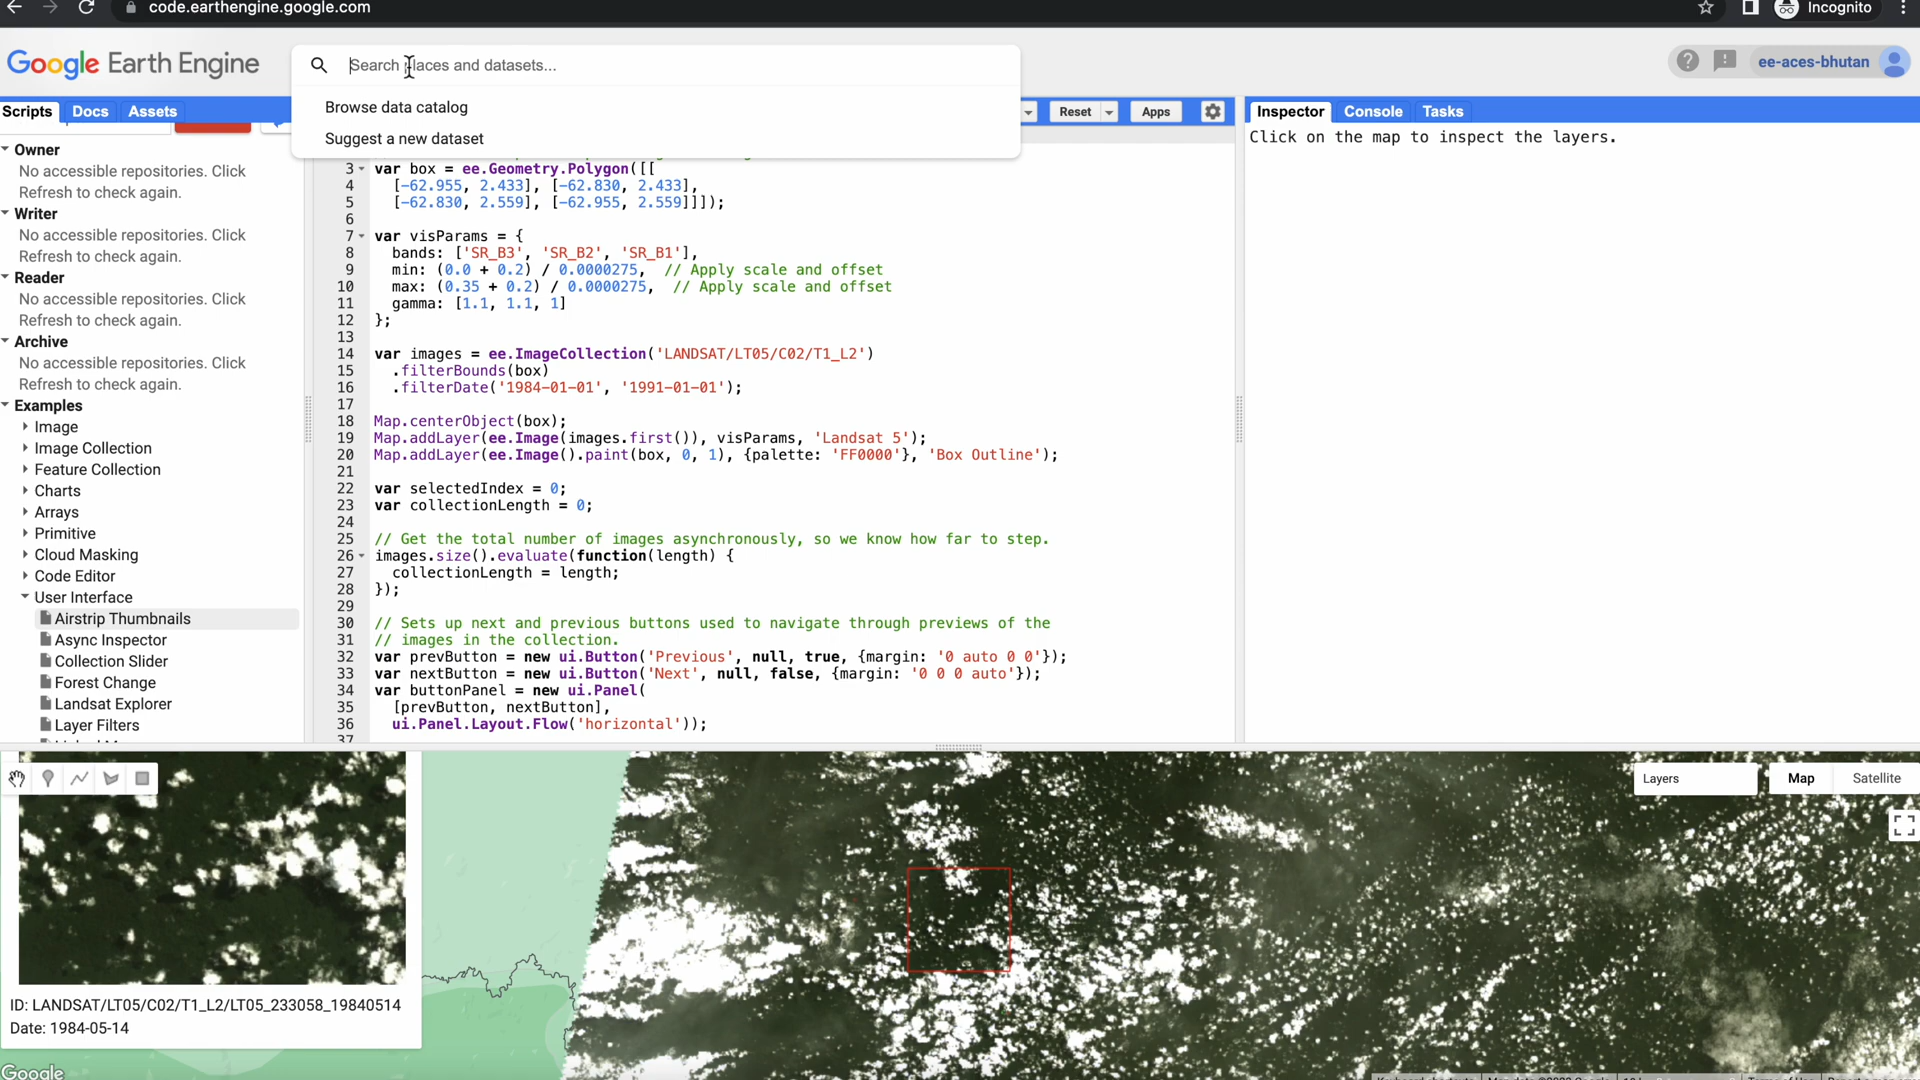 code.earthengine.google.com
Incognito
Google Earth Engine
Search places and datasets...
ee-aces-bhutan
Browse data catalog
Suggest a new dataset
Scripts
Docs
Assets
Reset
Apps
Inspector
Console
Tasks
Click on the map to inspect the layers.
Owner
No accessible repositories. Click
Refresh to check again.
Writer
No accessible repositories. Click
Refresh to check again.
Reader
No accessible repositories. Click
Refresh to check again.
Archive
No accessible repositories. Click
Refresh to check again.
Examples
Image
Image Collection
Feature Collection
Charts
Arrays
Primitive
Cloud Masking
Code Editor
User Interface
Airstrip Thumbnails
Async Inspector
Collection Slider
Forest Change
Landsat Explorer
Layer Filters
3 var box = ee.Geometry.Polygon([[
4 [-62.955, 2.433], [-62.830, 2.433],
5 [-62.830, 2.559], [-62.955, 2.559]]]);
6
7 var visParams = {
8 bands: ['SR_B3', 'SR_B2', 'SR_B1'],
9 min: (0.0 + 0.2) / 0.0000275, // Apply scale and offset
10 max: (0.35 + 0.2) / 0.0000275, // Apply scale and offset
11 gamma: [1.1, 1.1, 1]
12 };
13
14 var images = ee.ImageCollection('LANDSAT/LT05/C02/T1_L2')
15 .filterBounds(box)
16 .filterDate('1984-01-01', '1991-01-01');
17
18 Map.centerObject(box);
19 Map.addLayer(ee.Image(images.first()), visParams, 'Landsat 5');
20 Map.addLayer(ee.Image().paint(box, 0, 1), {palette: 'FF0000'}, 'Box Outline');
21
22 var selectedIndex = 0;
23 var collectionLength = 0;
24
25 // Get the total number of images asynchronously, so we know how far to step.
26 images.size().evaluate(function(length) {
27 collectionLength = length;
28 });
29
30 // Sets up next and previous buttons used to navigate through previews of the
31 // images in the collection.
32 var prevButton = new ui.Button('Previous', null, true, {margin: '0 auto 0 0'});
33 var nextButton = new ui.Button('Next', null, false, {margin: '0 0 0 auto'});
34 var buttonPanel = new ui.Panel(
35 [prevButton, nextButton],
36 ui.Panel.Layout.Flow('horizontal'));
37
Layers
Map
Satellite
ID: LANDSAT/LT05/C02/T1_L2/LT05_233058_19840514
Date: 1984-05-14
Google